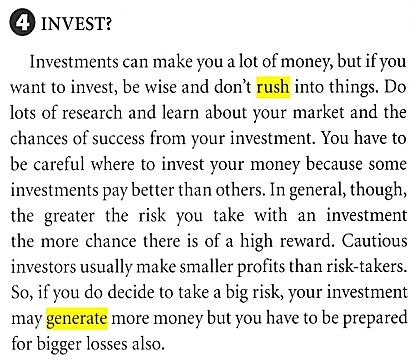 4 INVEST?
Investments can make you a lot of money, but if you
want to invest, be wise and don't rush into things. Do
lots of research and learn about your market and the
chances of success from your investment. You have to
be careful where to invest your money because some
investments pay better than others. In general, though,
the greater the risk you take with an investment
the more chance there is of a high reward. Cautious
investors usually make smaller profits than risk-takers.
So, if you do decide to take a big risk, your investment
may generate more money but you have to be prepared
for bigger losses also.